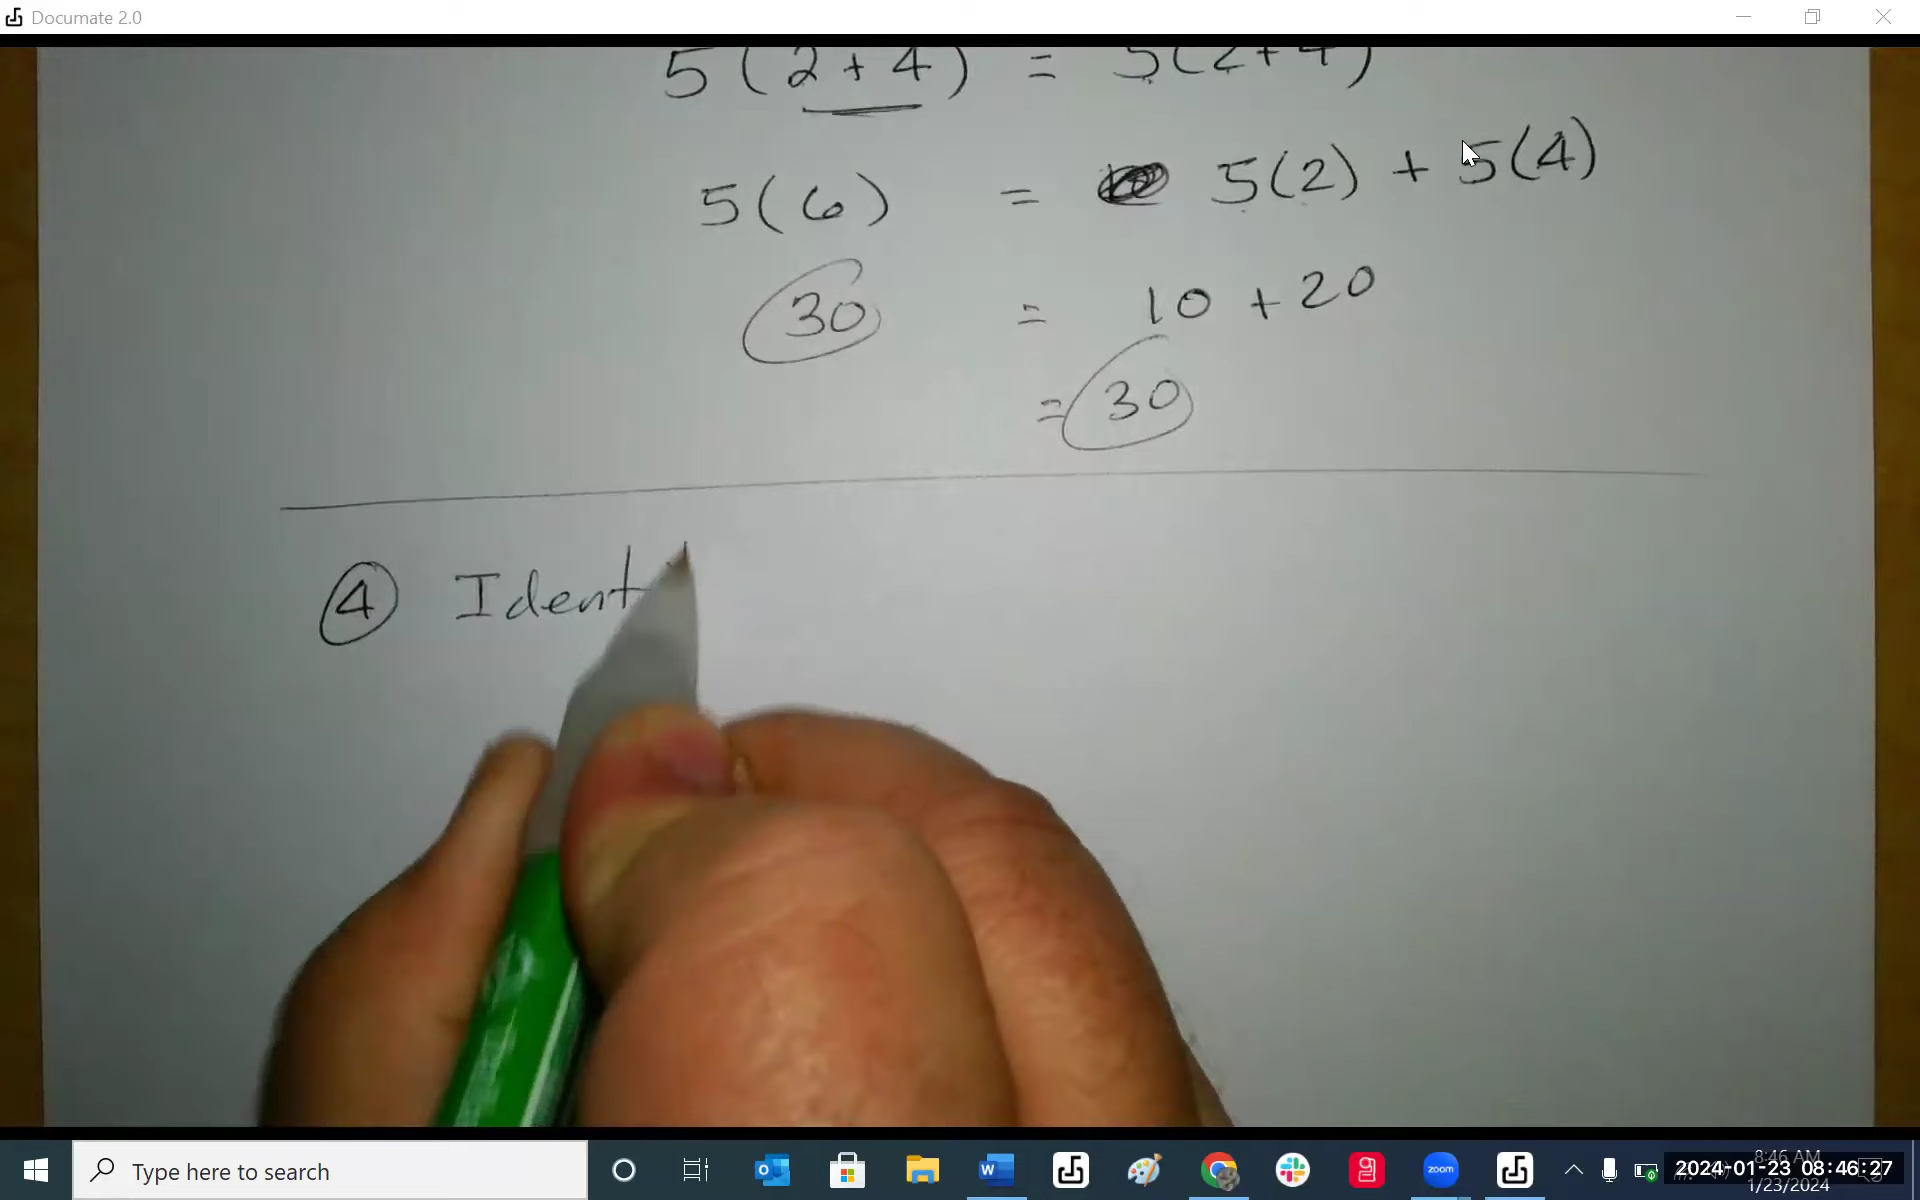 Documate 2.0
5(2+4) = 5(2+4)
5(6) = 5(2) + 5(4)
30 = 10 + 20
= 30
④ Ident
Type here to search
zoom
8:46 AM
2024-01-23 08:46:27
1/23/2024